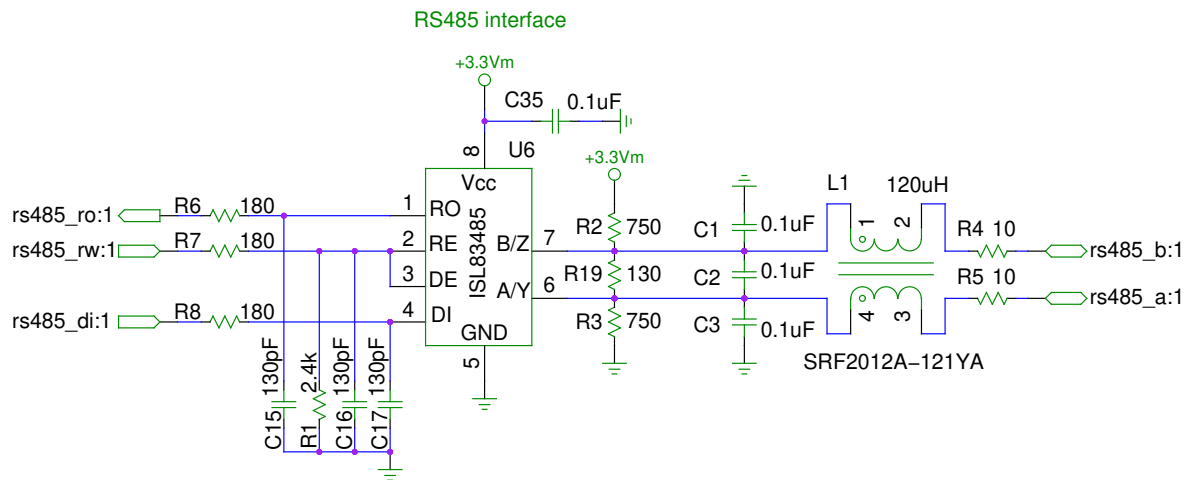 RS485 interface
+3.3Vm
C35 0.1uF
8 U6
+3.3Vm
Vcc
L1 120uH
rs485_ro:1 R6 180 1 RO
R2 750
C1 0.1uF
1 2
R4 10
rs485_rw:1 R7 180 2 RE
B/Z 7
rs485_b:1
ISL83485
R19 130
C2 0.1uF
3 DE
A/Y 6
R5 10
rs485_a:1
rs485_di:1 R8 180 4 DI
R3 750
C3 0.1uF
4 3
GND
5
SRF2012A-121YA
C15 130pF
R1 2.4k
C16 130pF
C17 130pF